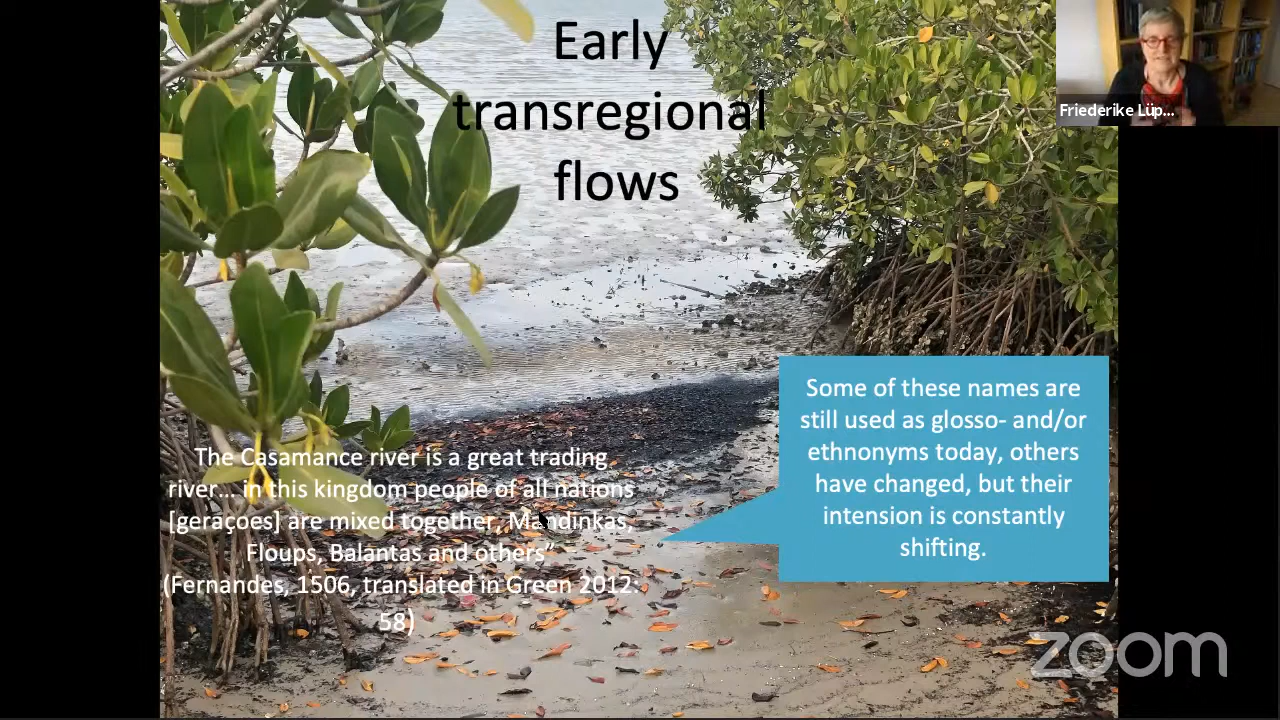 Early
transregional
flows
Friederike Lüp...
Some of these names are
still used as glosso- and/or
ethnonyms today, others
have changed, but their
intension is constantly
shifting.
The Casamance river is a great trading
river... in this kingdom people of all nations
[geraçoes] are mixed together, Mandinkas,
Floups, Balantas and others”
(Fernandes, 1506, translated in Green 2012:
58)
zoom